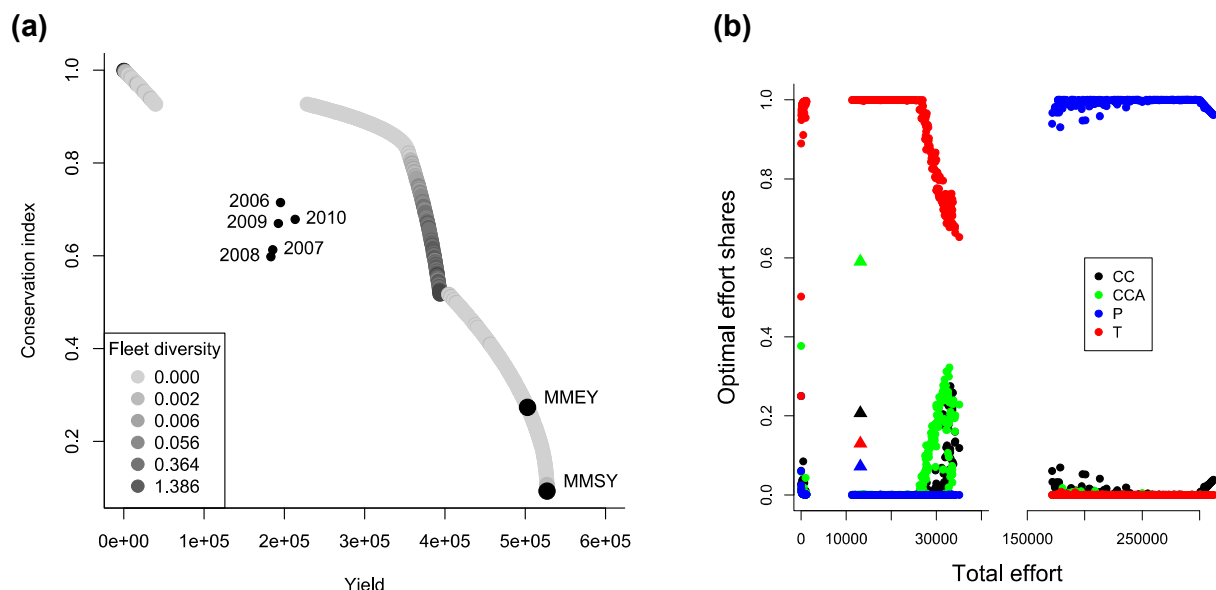 (a)
Conservation index
1.0
0.8
0.6
0.4
0.2
2006
2009
2010
2008
2007
MMEY
MMSY
Fleet diversity
0.000
0.002
0.006
0.056
0.364
1.386
0e+00 1e+05 2e+05 3e+05 4e+05 5e+05 6e+05
Yield
(b)
Optimal effort shares
1.0
0.8
0.6
0.4
0.2
0.0
CC
CCA
P
T
0 10000 30000 150000 250000
Total effort